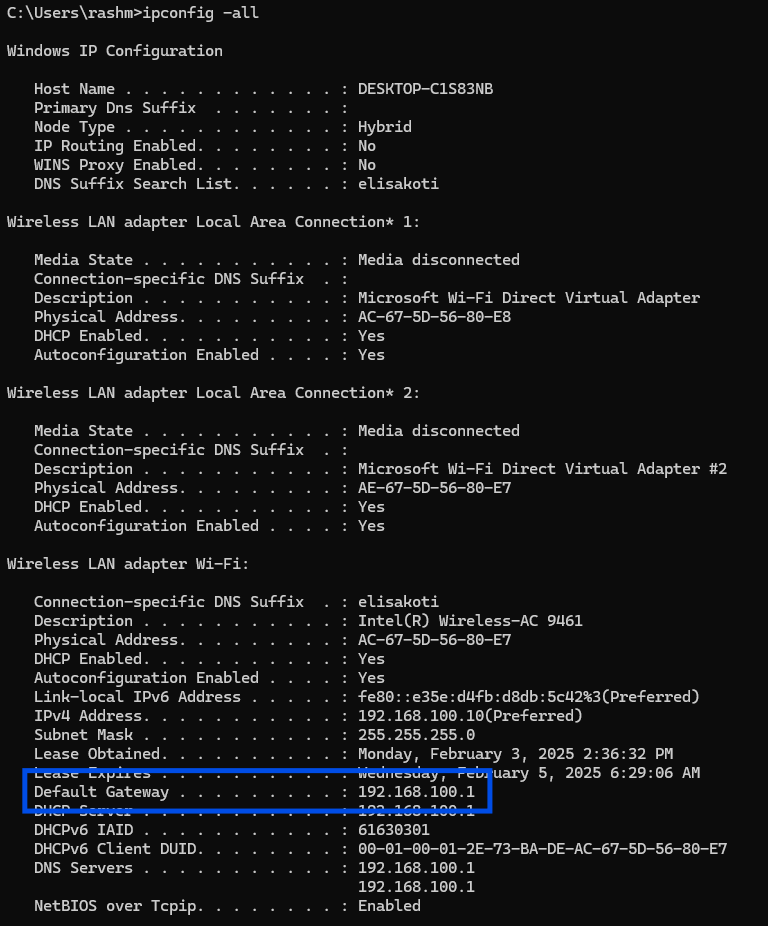 C:\Users\rashm>ipconfig -all
Windows IP Configuration
Host Name . . . . . . . . . . . . : DESKTOP-C1S83NB
Primary Dns Suffix  . . . . . . . :
Node Type . . . . . . . . . . . . : Hybrid
IP Routing Enabled. . . . . . . . : No
WINS Proxy Enabled. . . . . . . . : No
DNS Suffix Search List. . . . . . : elisakoti
Wireless LAN adapter Local Area Connection* 1:
Media State . . . . . . . . . . . : Media disconnected
Connection-specific DNS Suffix  . :
Description . . . . . . . . . . . : Microsoft Wi-Fi Direct Virtual Adapter
Physical Address. . . . . . . . . : AC-67-5D-56-80-E8
DHCP Enabled. . . . . . . . . . . : Yes
Autoconfiguration Enabled . . . . : Yes
Wireless LAN adapter Local Area Connection* 2:
Media State . . . . . . . . . . . : Media disconnected
Connection-specific DNS Suffix  . :
Description . . . . . . . . . . . : Microsoft Wi-Fi Direct Virtual Adapter #2
Physical Address. . . . . . . . . : AE-67-5D-56-80-E7
DHCP Enabled. . . . . . . . . . . : Yes
Autoconfiguration Enabled . . . . : Yes
Wireless LAN adapter Wi-Fi:
Connection-specific DNS Suffix  . : elisakoti
Description . . . . . . . . . . . : Intel(R) Wireless-AC 9461
Physical Address. . . . . . . . . : AC-67-5D-56-80-E7
DHCP Enabled. . . . . . . . . . . : Yes
Autoconfiguration Enabled . . . . : Yes
Link-local IPv6 Address . . . . . : fe80::e35e:d4fb:d8db:5c42%3(Preferred)
IPv4 Address. . . . . . . . . . . : 192.168.100.10(Preferred)
Subnet Mask . . . . . . . . . . . : 255.255.255.0
Lease Obtained. . . . . . . . . . : Monday, February 3, 2025 2:36:32 PM
Lease Expires . . . . . . . . . . : Wednesday, February 5, 2025 6:29:06 AM
Default Gateway . . . . . . . . . : 192.168.100.1
DHCP Server . . . . . . . . . . . : 192.168.100.1
DHCPv6 IAID . . . . . . . . . . . : 61630301
DHCPv6 Client DUID. . . . . . . . : 00-01-00-01-2E-73-BA-DE-AC-67-5D-56-80-E7
DNS Servers . . . . . . . . . . . : 192.168.100.1
192.168.100.1
NetBIOS over Tcpip. . . . . . . . : Enabled